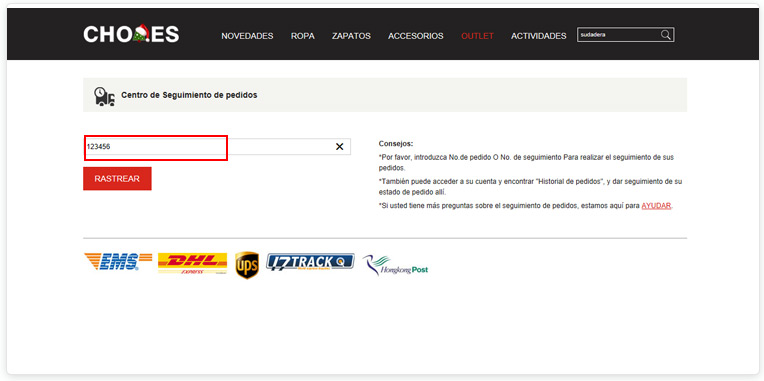 CHOIES NOVEDADES ROPA ZAPATOS ACCESORIOS OUTLET ACTIVIDADES sudadera
Centro de Seguimiento de pedidos
123456
RASTREAR
Consejos:
*Por favor, introduzca No.de pedido O No. de seguimiento Para realizar el seguimiento de sus
pedidos.
*También puede acceder a su cuenta y encontrar "Historial de pedidos", y dar seguimiento de su
estado de pedido allí.
*Si usted tiene más preguntas sobre el seguimiento de pedidos, estamos aquí para AYUDAR.
EMS DHL EXPRESS ups 17TRACK Hongkong Post